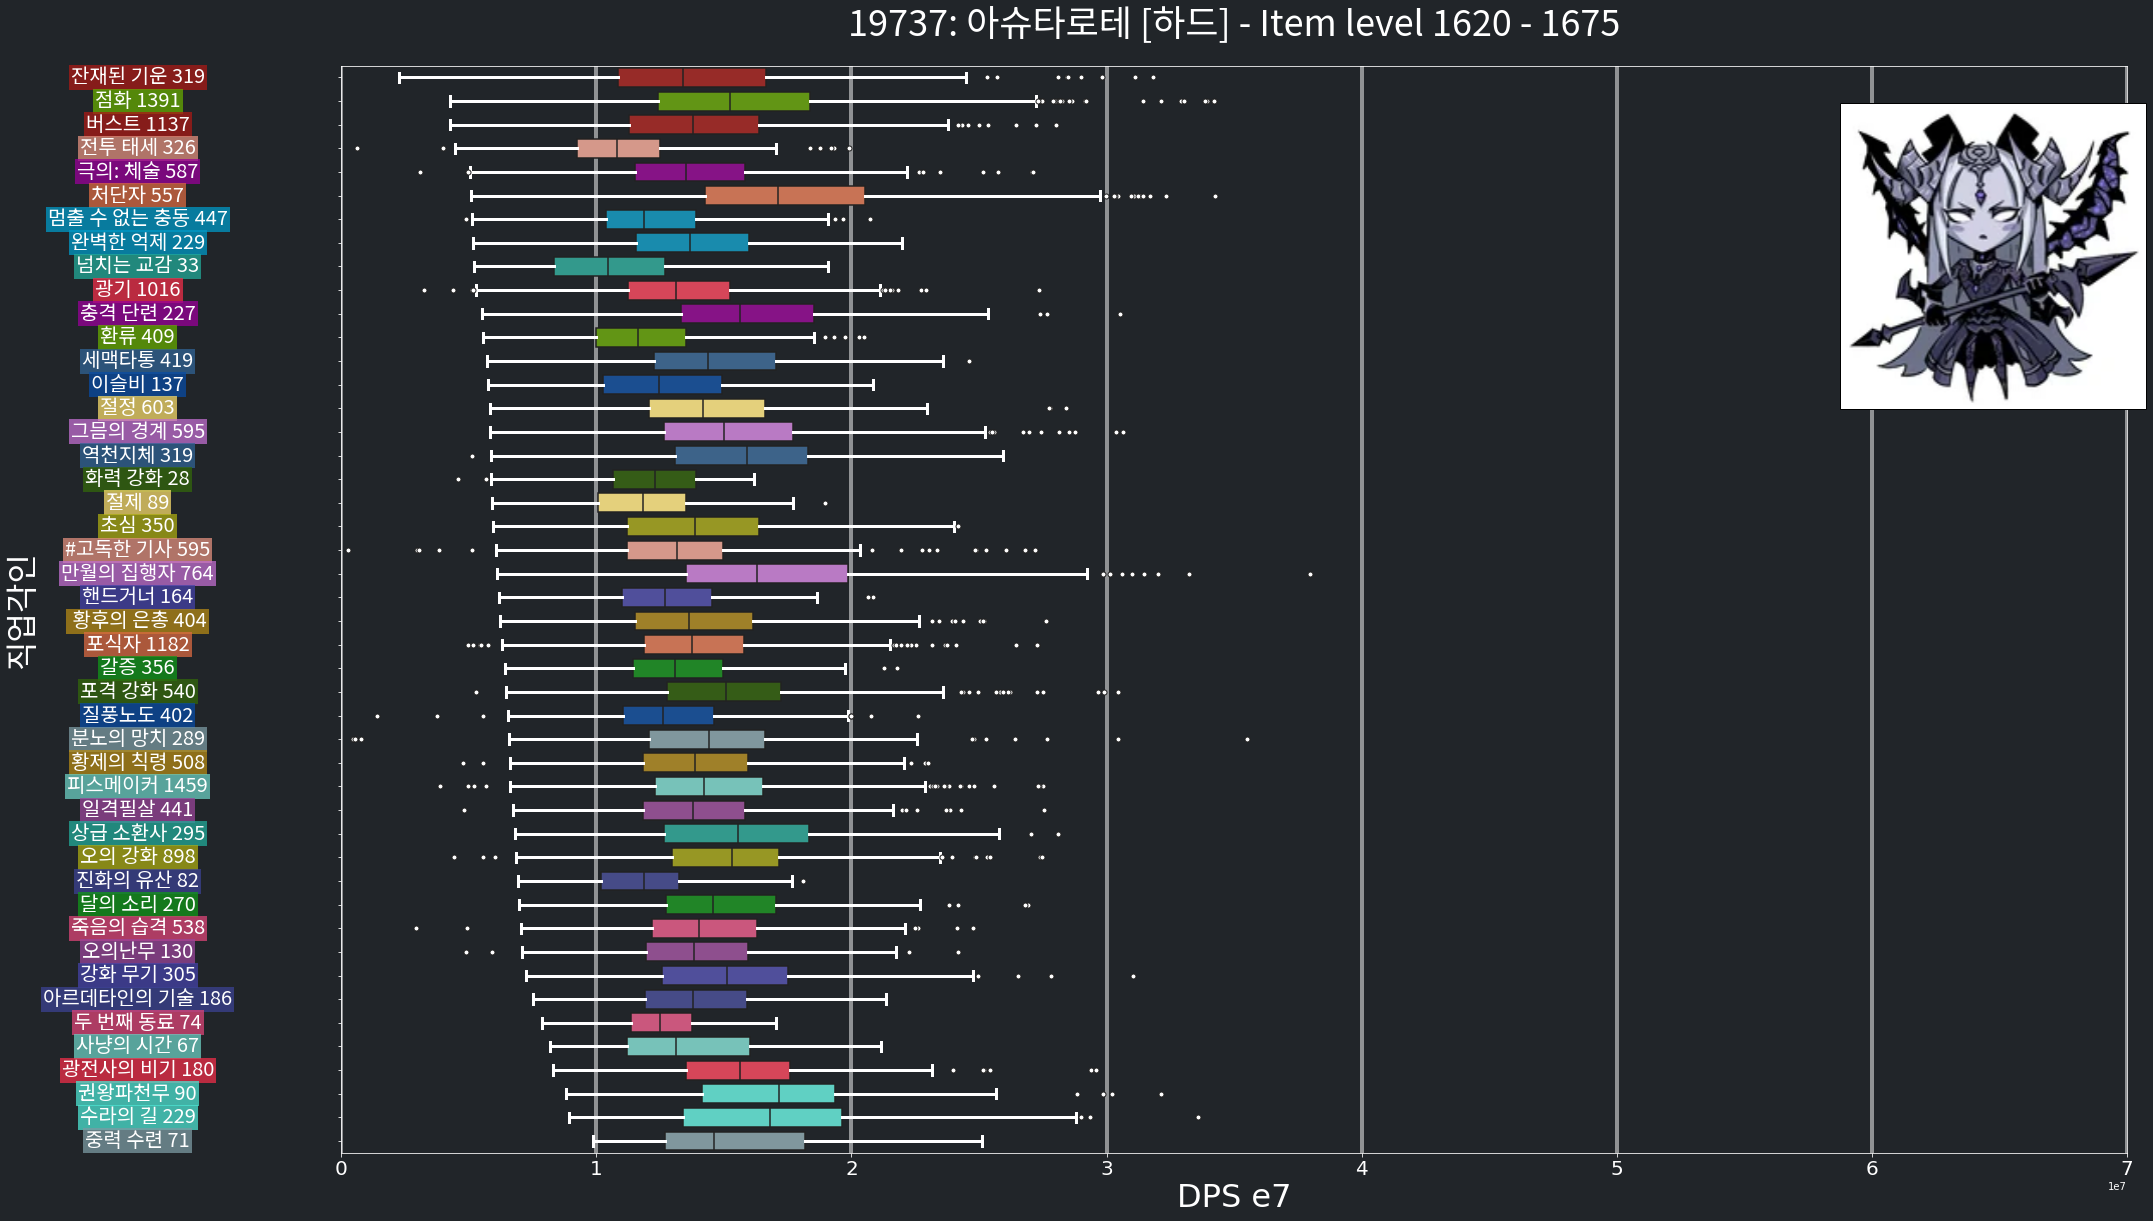 19737: 아슈타로테 [하드] - Item level 1620 - 1675
잔재된 기운 319
점화 1391
버스트 1137
전투 태세 326
극의: 체술 587
처단자 557
멈출 수 없는 충동 447
완벽한 억제 229
넘치는 교감 33
광기 1016
충격 단련 227
환류 409
세맥타통 419
이슬비 137
절정 603
그믐의 경계 595
역천지체 319
화력 강화 28
절제 89
초심 350
#고독한 기사 595
만월의 집행자 764
핸드거너 164
황후의 은총 404
포식자 1182
갈증 356
포격 강화 540
질풍노도 402
분노의 망치 289
황제의 칙령 508
피스메이커 1459
일격필살 441
상급 소환사 295
오의 강화 898
진화의 유산 82
달의 소리 270
죽음의 습격 538
오의난무 130
강화 무기 305
아르데타인의 기술 186
두 번째 동료 74
사냥의 시간 67
광전사의 비기 180
권왕파천무 90
수라의 길 229
중력 수련 71
직업각인
0 1 2 3 4 5 6 7
1e7
DPS e7